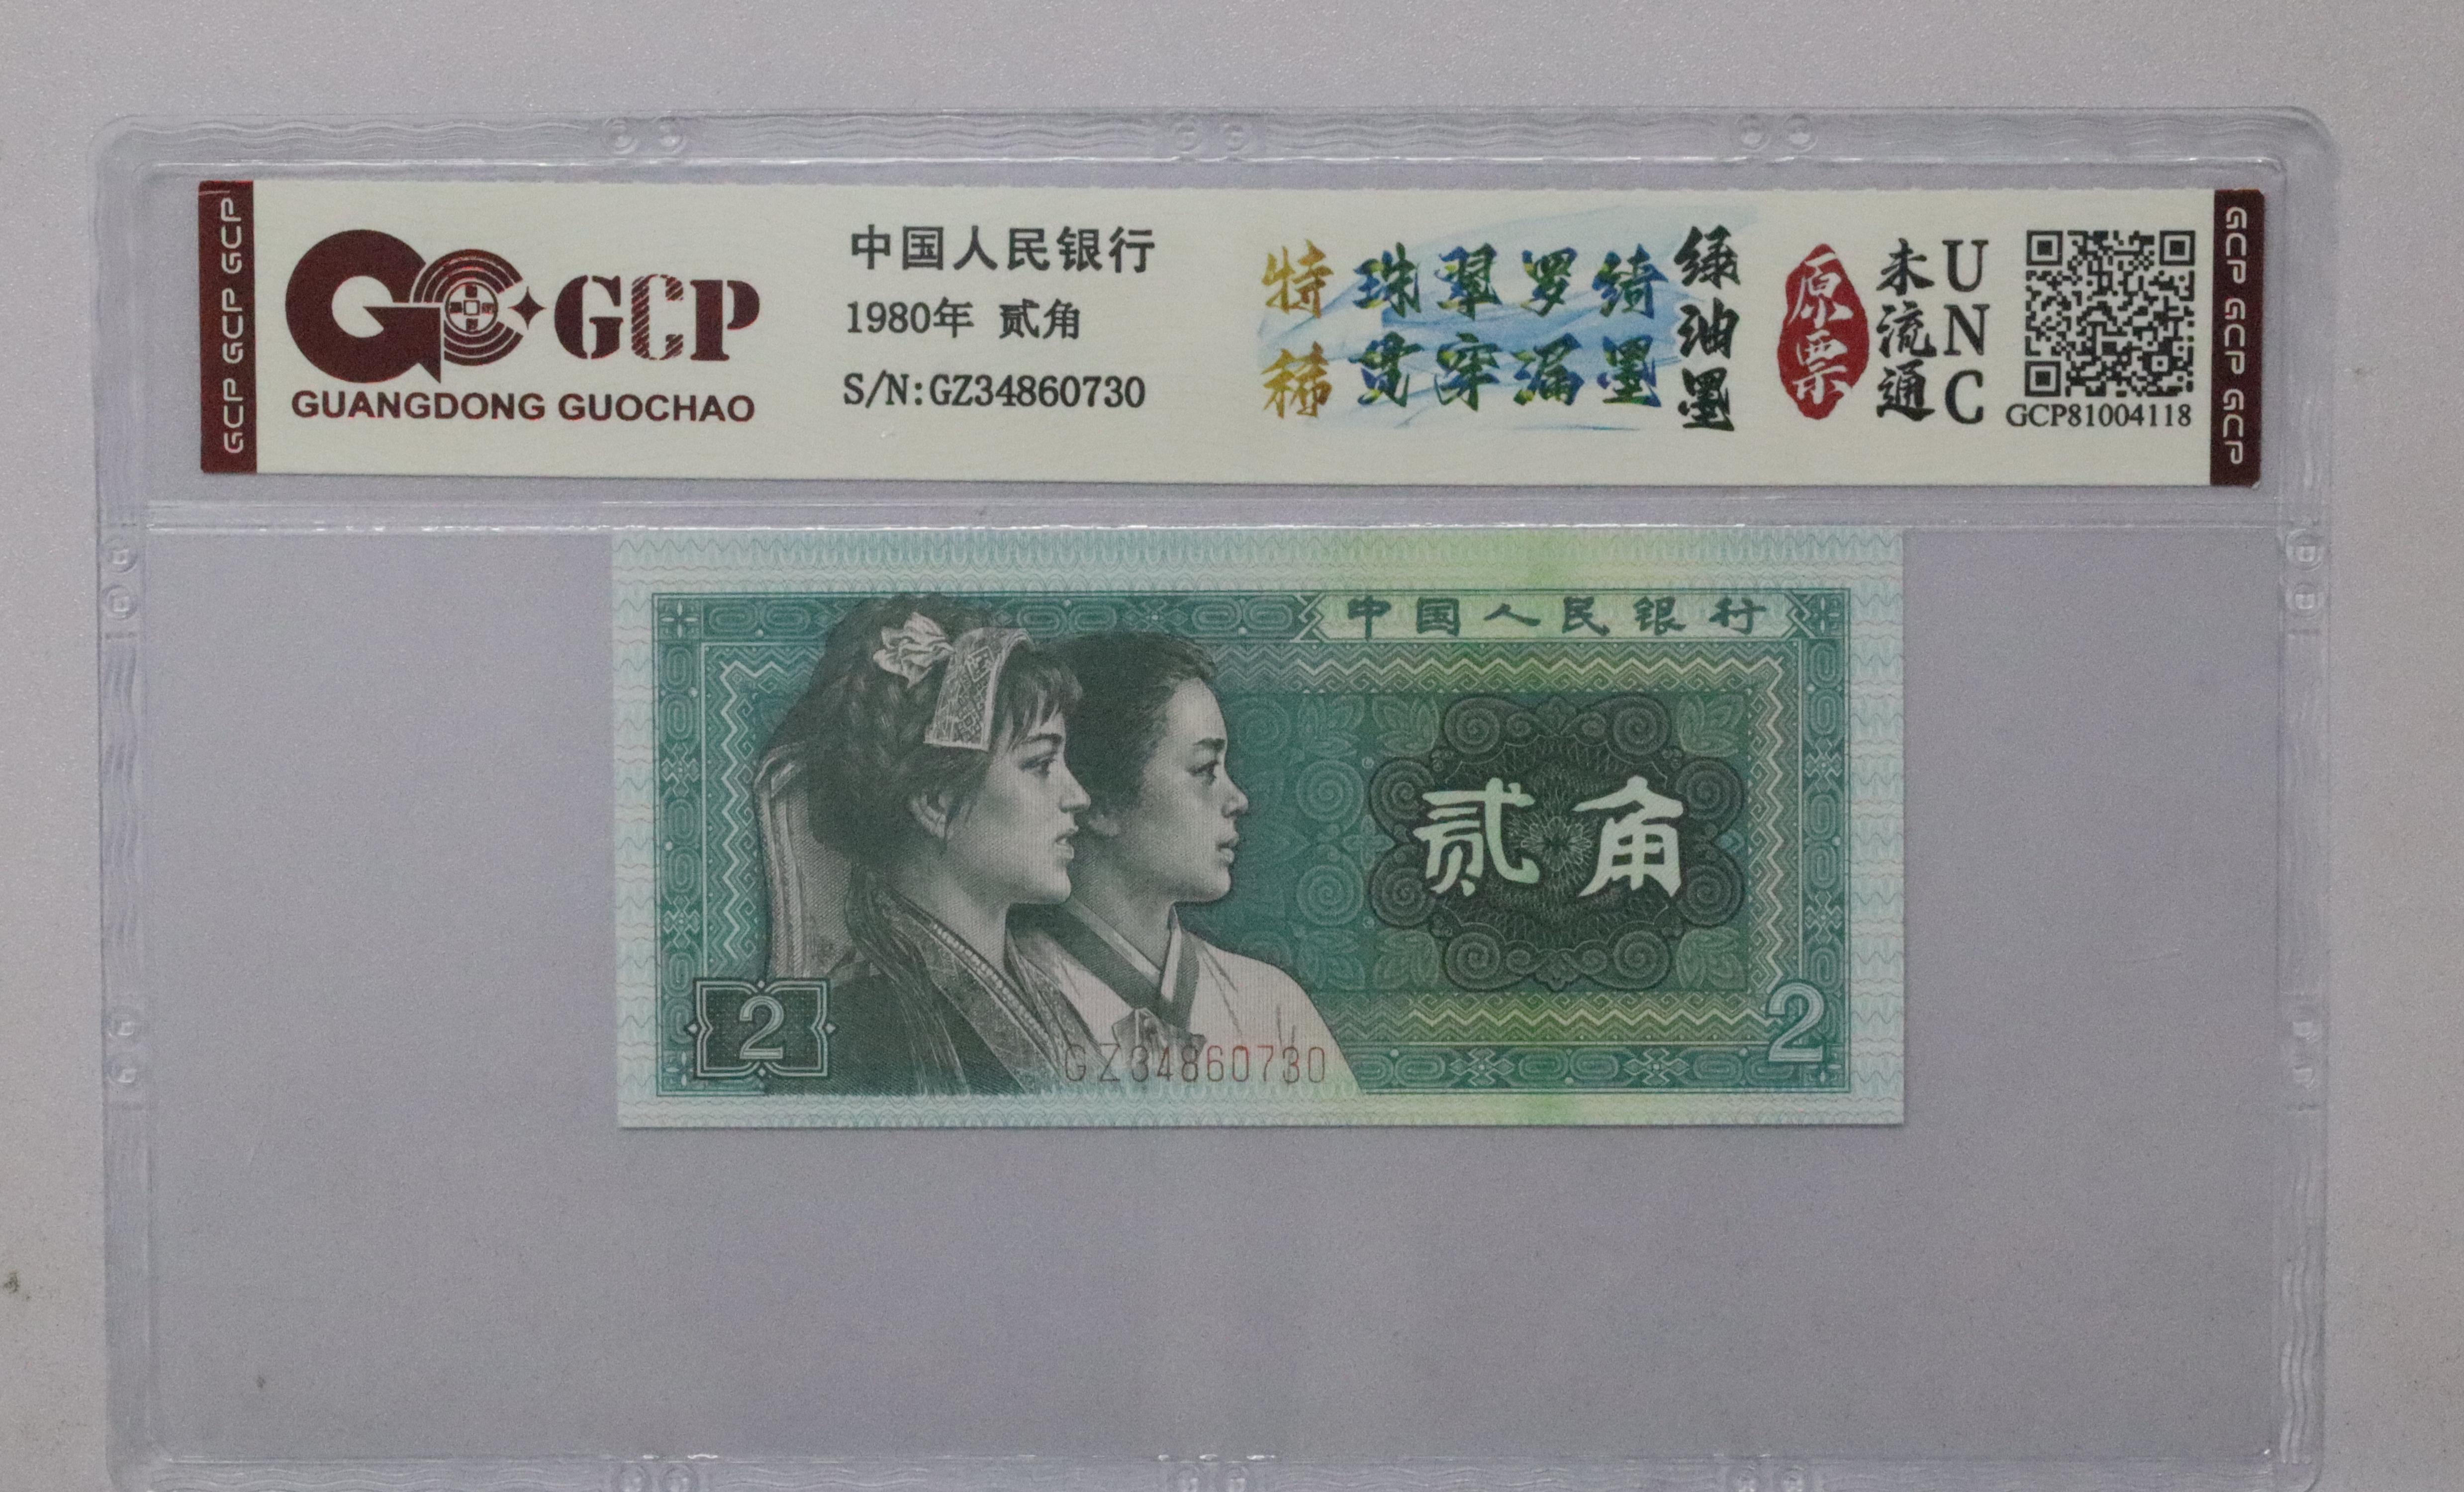 GCP GCP GCP
GCP
GUANGDONG GUOCHAO
中国人民银行
1980年 贰角
S/N:GZ34860730
特稀
珠翠罗绮
贯穿漏墨
绿油墨
原票
未流通
UNC
GCP81004118
GCP GCP GCP
中国人民银行
贰角
2
GZ34860730
2